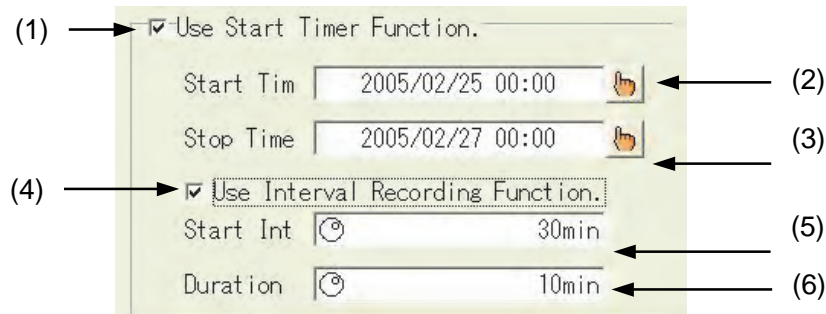 (1) Use Start Timer Function.
Start Tim 2005/02/25 00:00 (2)
Stop Time 2005/02/27 00:00 (3)
(4) Use Interval Recording Function.
Start Int 30min (5)
Duration 10min (6)